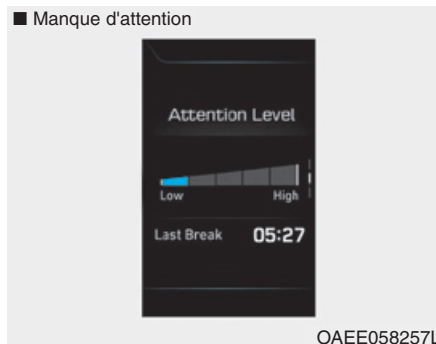 ■ Manque d'attention
Attention Level
Low High
Last Break 05:27
OAEE058257L